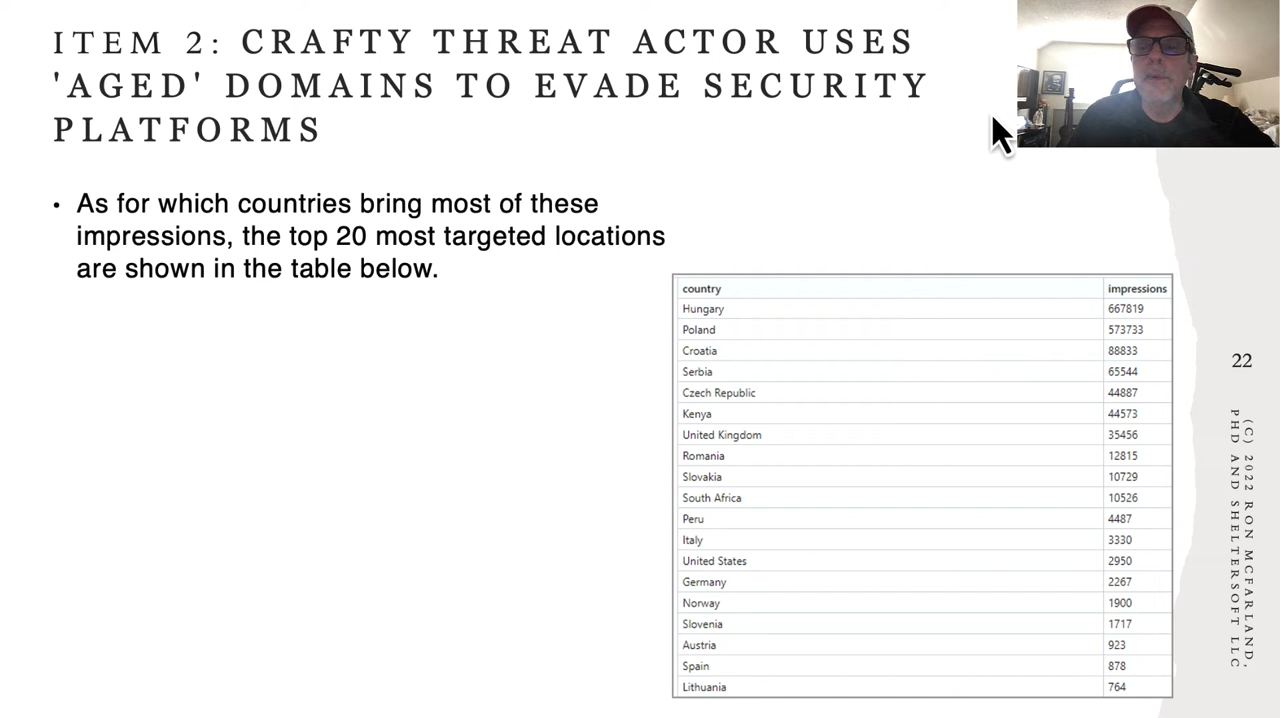 ITEM 2: CRAFTY THREAT ACTOR USES
'AGED' DOMAINS TO EVADE SECURITY
PLATFORMS
• As for which countries bring most of these
impressions, the top 20 most targeted locations
are shown in the table below.
country impressions
Hungary 667819
Poland 573733
Croatia 88833
Serbia 65544
Czech Republic 44887
Kenya 44573
United Kingdom 35456
Romania 12815
Slovakia 10729
South Africa 10526
Peru 4487
Italy 3330
United States 2950
Germany 2267
Norway 1900
Slovenia 1717
Austria 923
Spain 878
Lithuania 764
22
(C) 2022 RON MCFARLAND,
PHD AND SHELTERSOFT LLC